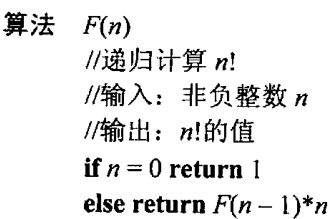 算法 F(n)
//递归计算 n!
//输入：非负整数 n
//输出：n!的值
if n = 0 return 1
else return F(n – 1)*n